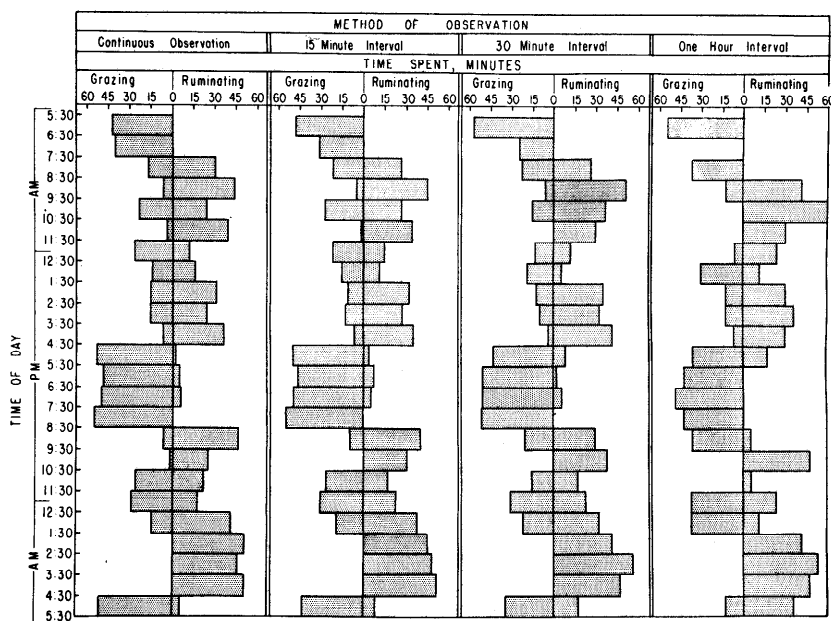 METHOD OF OBSERVATION
Continuous Observation 15 Minute Interval 30 Minute Interval One Hour Interval
TIME SPENT, MINUTES
Grazing Ruminating Grazing Ruminating Grazing Ruminating Grazing Ruminating
60 45 30 15 0 15 30 45 60 60 45 30 15 0 15 30 45 60 60 45 30 15 0 15 30 45 60 60 45 30 15 0 15 30 45 60
TIME OF DAY
AM
5:30
6:30
7:30
8:30
9:30
10:30
11:30
PM
12:30
1:30
2:30
3:30
4:30
5:30
6:30
7:30
8:30
9:30
10:30
11:30
AM
12:30
1:30
2:30
3:30
4:30
5:30